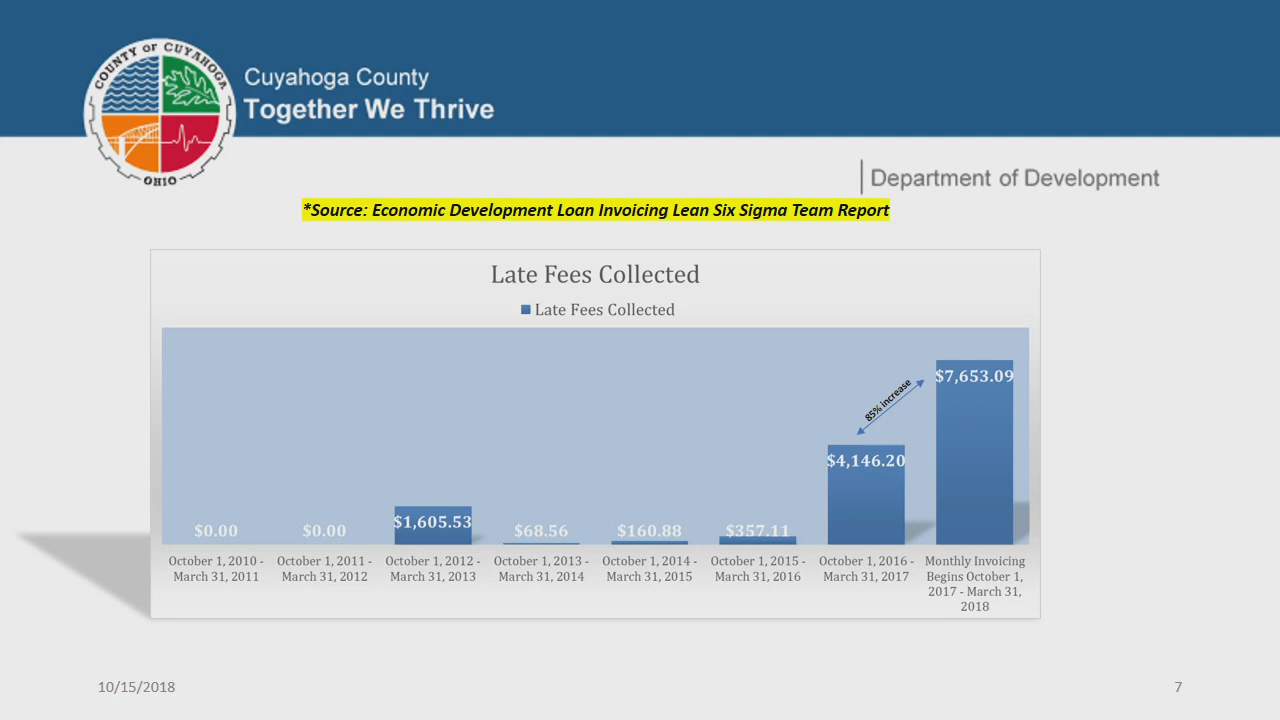 COUNTY OF CUYAHOGA
OHIO
Cuyahoga County
Together We Thrive
Department of Development
*Source: Economic Development Loan Invoicing Lean Six Sigma Team Report
Late Fees Collected
Late Fees Collected
85% increase
$0.00
$0.00
$1,605.53
$68.56
$160.88
$357.11
$4,146.20
$7,653.09
October 1, 2010 -
March 31, 2011
October 1, 2011 -
March 31, 2012
October 1, 2012 -
March 31, 2013
October 1, 2013 -
March 31, 2014
October 1, 2014 -
March 31, 2015
October 1, 2015 -
March 31, 2016
October 1, 2016 -
March 31, 2017
Monthly Invoicing
Begins October 1,
2017 - March 31,
2018
10/15/2018
7